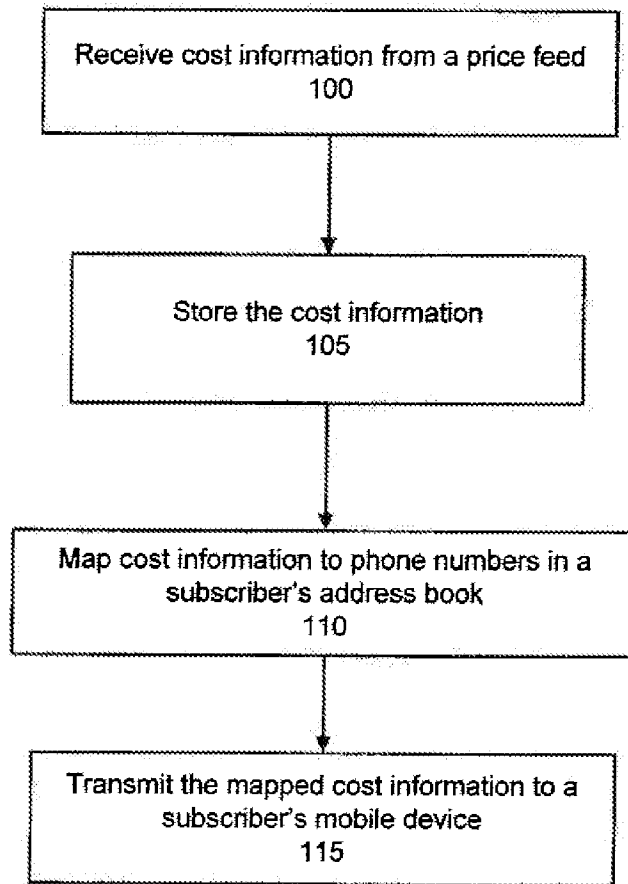 Receive cost information from a price feed
100
Store the cost information
105
Map cost information to phone numbers in a
subscriber's address book
110
Transmit the mapped cost information to a
subscriber's mobile device
115